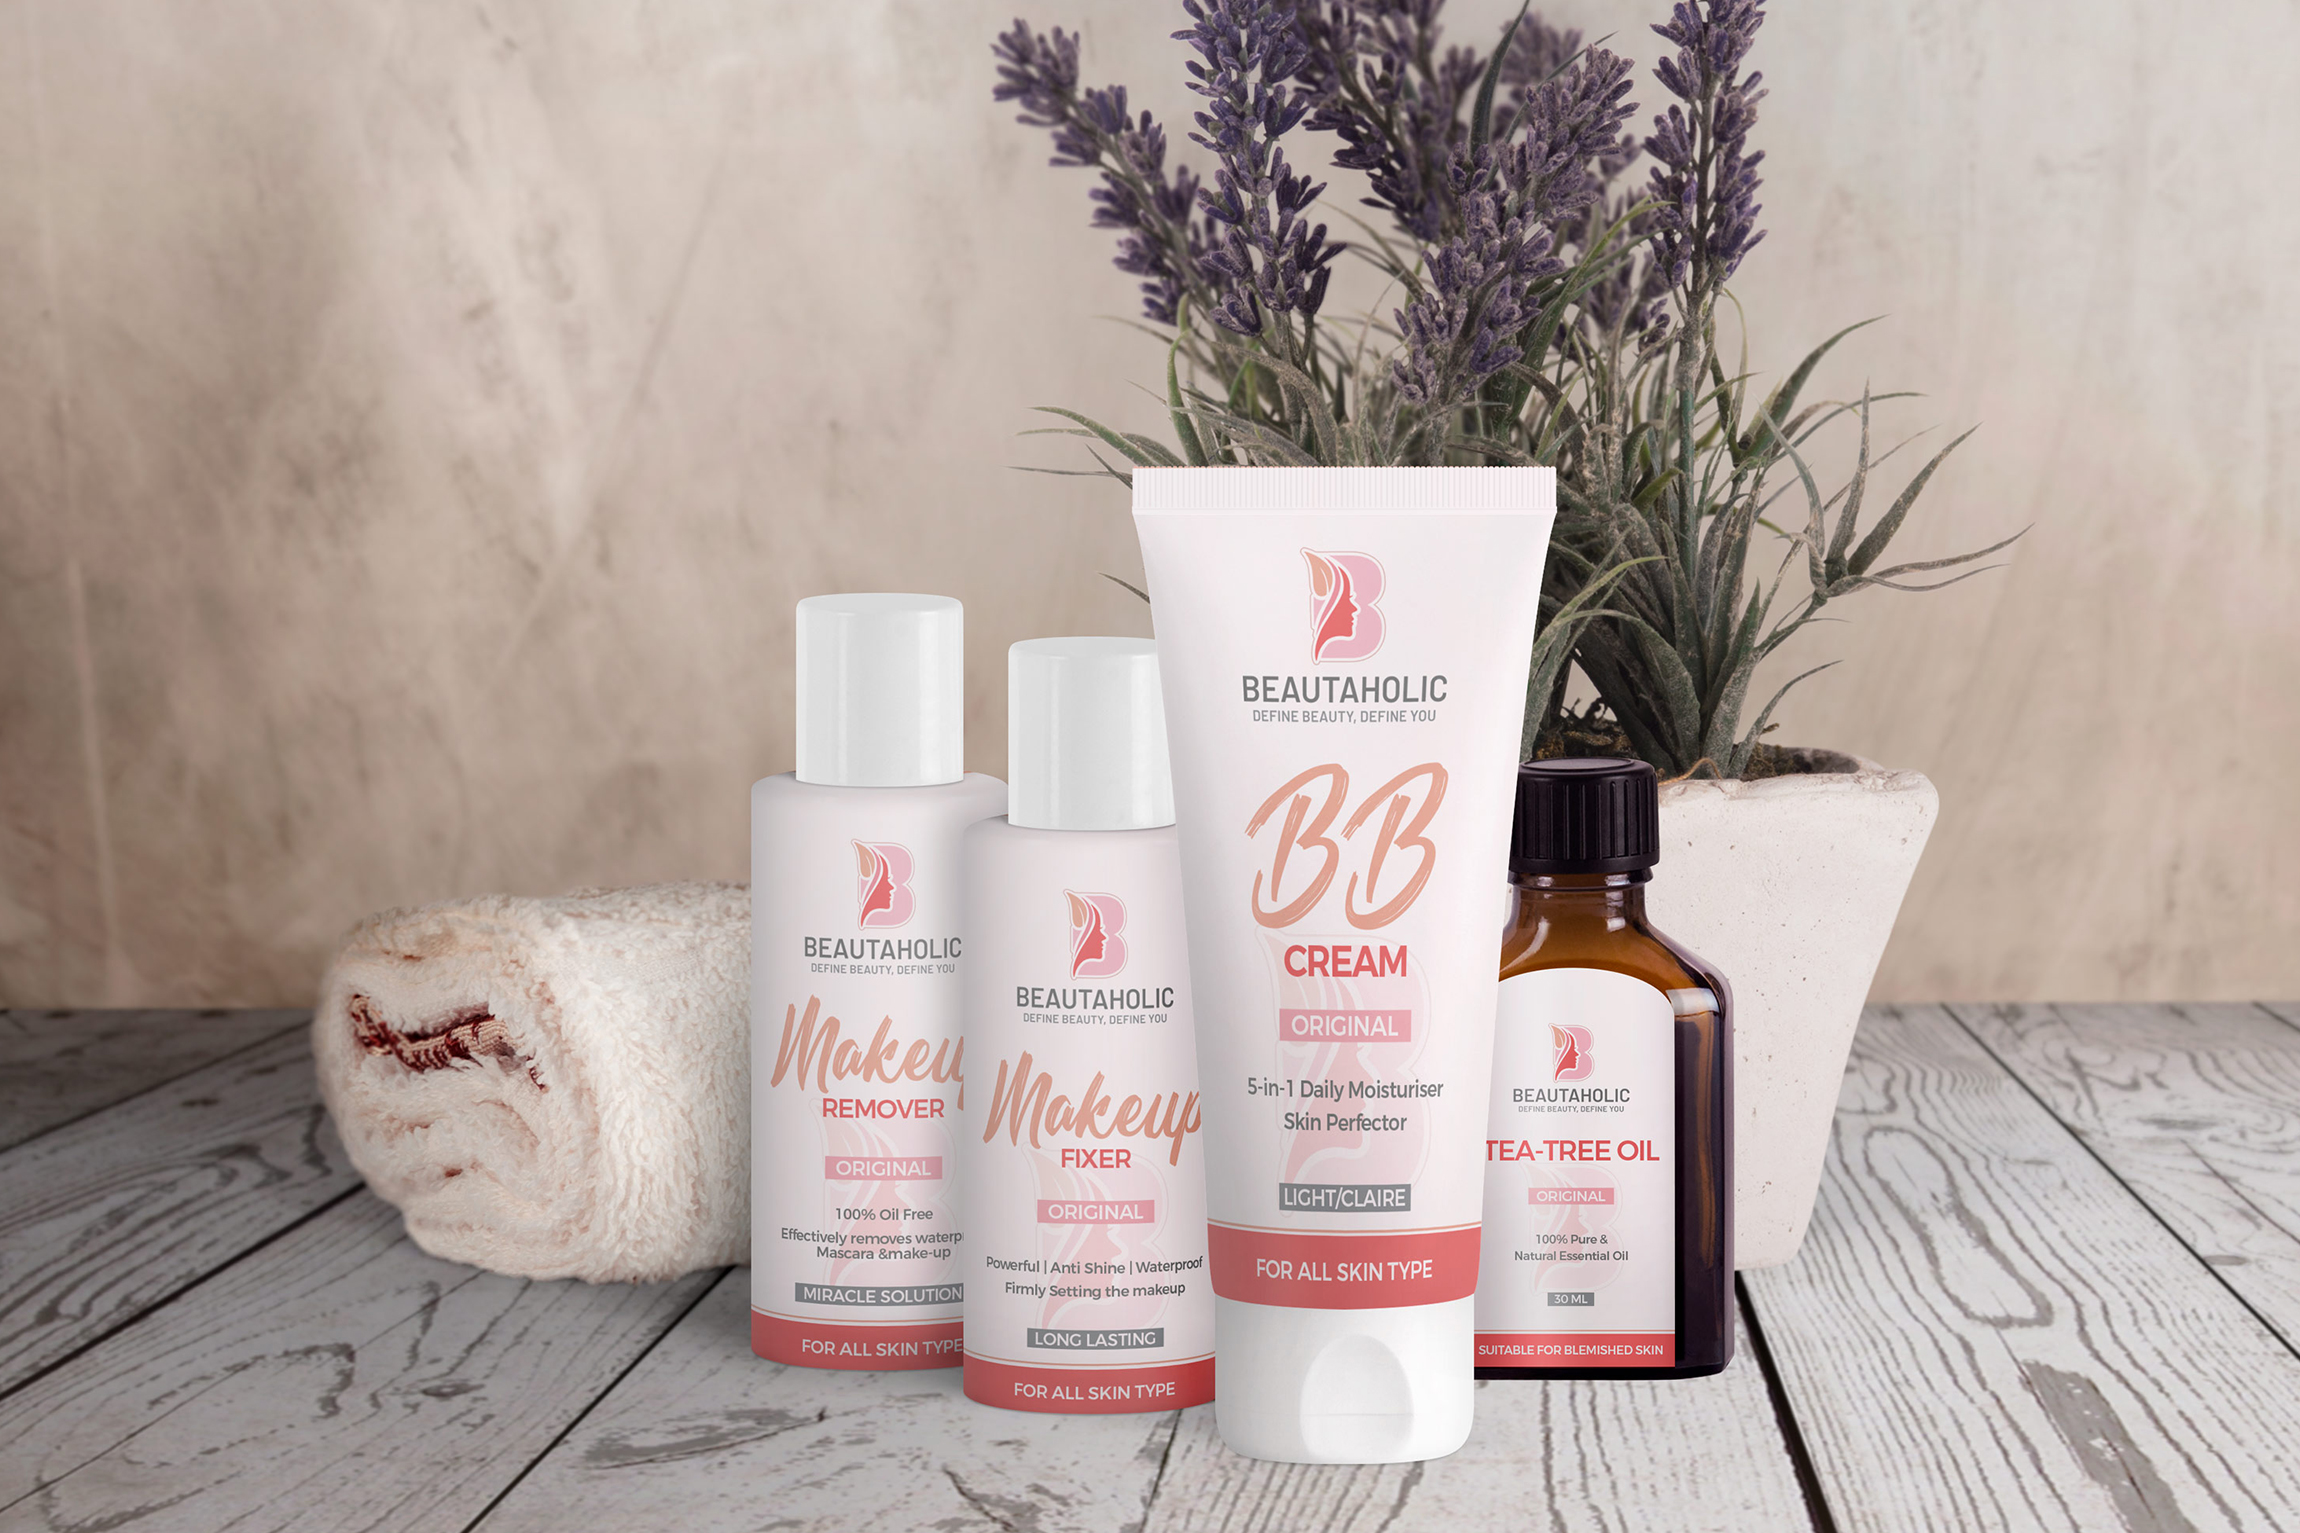 BEAUTAHOLIC
DEFINE BEAUTY, DEFINE YOU
REMOVER
ORIGINAL
100% Oil Free
Effectively removes
Mascara &make-up
MIRACLE SOLUTION
FOR ALL SKIN TYPE
BEAUTAHOLIC
DEFINE BEAUTY, DEFINE YOU
Makeup
FIXER
ORIGINAL
Powerful | Anti Shine | Waterproof
Firmly Setting the makeup
LONG LASTING
FOR ALL SKIN TYPE
BEAUTAHOLIC
DEFINE BEAUTY, DEFINE YOU
BB
CREAM
ORIGINAL
5-in-1 Daily Moisturiser
Skin Perfector
LIGHT/CLAIRE
FOR ALL SKIN TYPE
BEAUTAHOLIC
DEFINE BEAUTY, DEFINE YOU
TEA-TREE OIL
ORIGINAL
100% Pure &
Natural Essential Oil
30 ML
SUITABLE FOR BLEMISHED SKIN